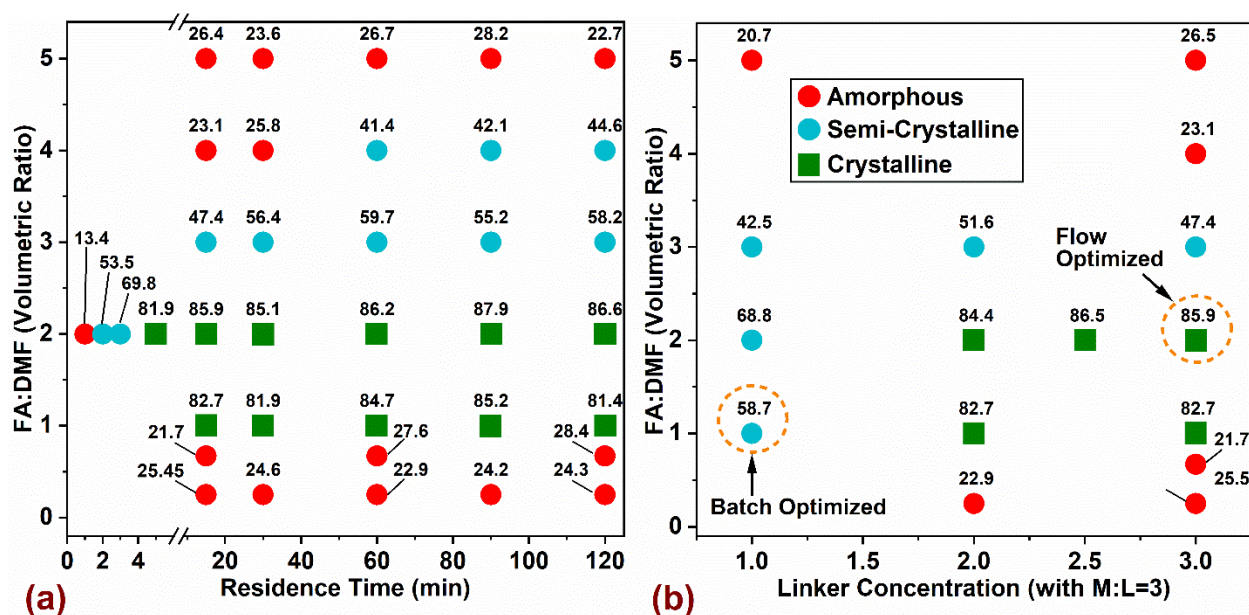 FA:DMF (Volumetric Ratio)
5
4
3
2
1
0
26.4 23.6 26.7 28.2 22.7
23.1 25.8 41.4 42.1 44.6
47.4 56.4 59.7 55.2 58.2
13.4
53.5
69.8
81.9 85.9 85.1 86.2 87.9 86.6
82.7 81.9 84.7 85.2 81.4
21.7 27.6 28.4
25.45 24.6 22.9 24.2 24.3
0 2 4 20 40 60 80 100 120
Residence Time (min)
(a)
FA:DMF (Volumetric Ratio)
5
4
3
2
1
0
20.7 26.5
Amorphous
Semi-Crystalline
Crystalline
23.1
42.5 51.6 47.4
Flow
Optimized
68.8 84.4 86.5 85.9
58.7 82.7 82.7
21.7
22.9 25.5
Batch Optimized
1.0 1.5 2.0 2.5 3.0
Linker Concentration (with M:L=3)
(b)